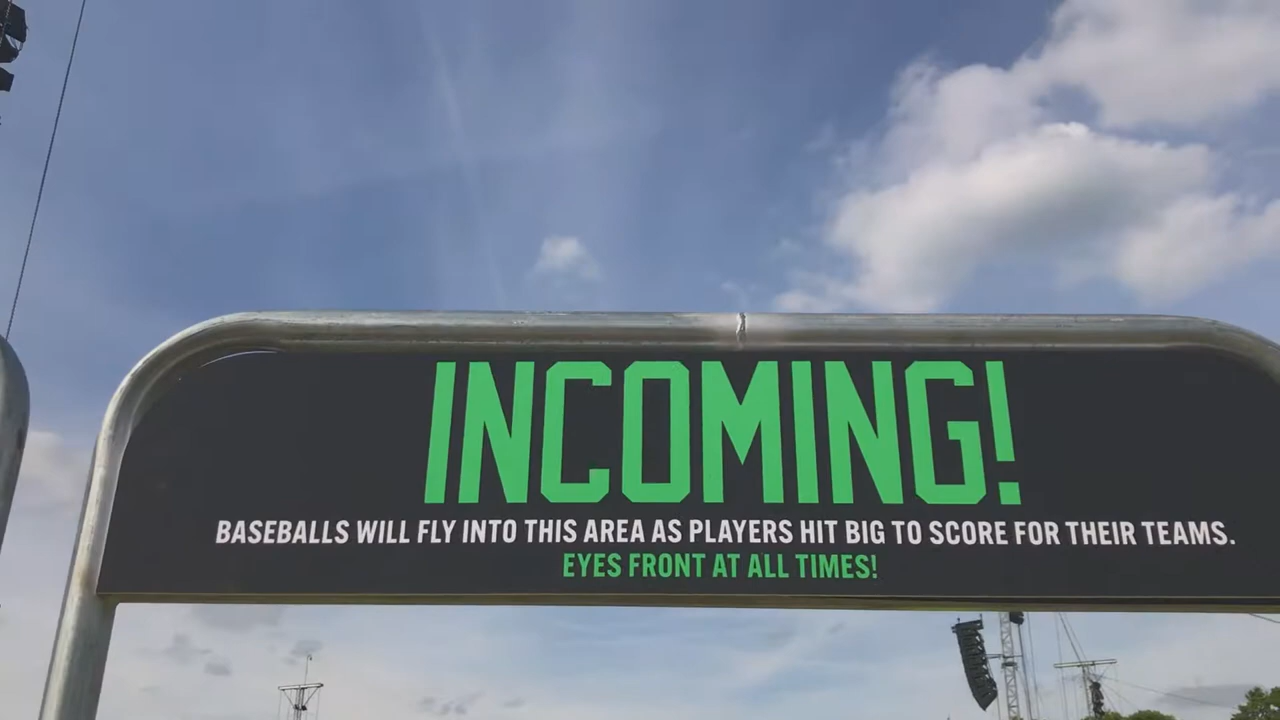 INCOMING!
BASEBALLS WILL FLY INTO THIS AREA AS PLAYERS HIT BIG TO SCORE FOR THEIR TEAMS.
EYES FRONT AT ALL TIMES!